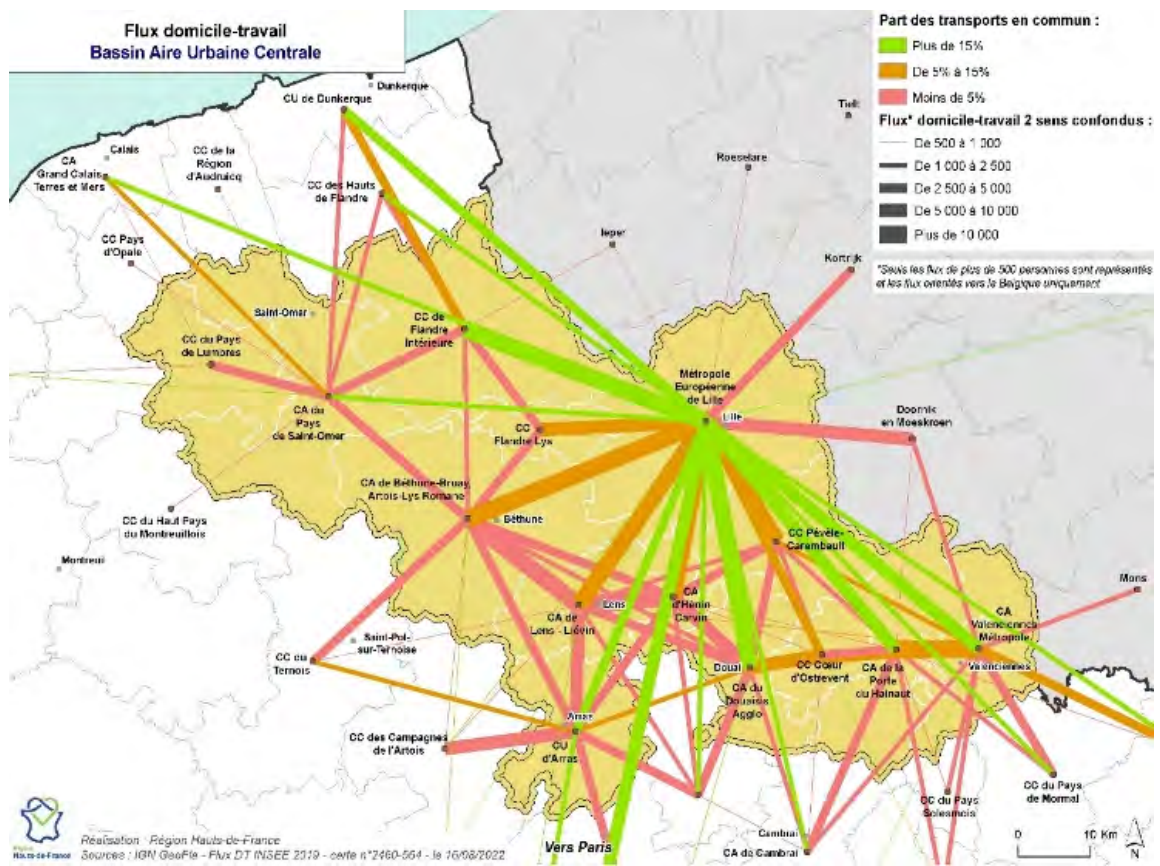 Flux domicile-travail
Bassin Aire Urbaine Centrale
Part des transports en commun :
Plus de 15%
De 5% à 15%
Moins de 5%
Flux* domicile-travail 2 sens confondus :
De 500 à 1 000
De 1 000 à 2 500
De 2 500 à 5 000
De 5 000 à 10 000
Plus de 10 000
*Seuls les flux de plus de 500 personnes sont représentés
et les flux orientés vers la Belgique uniquement
Dunkerque
CU de Dunkerque
Tielt
Calais
CA
Grand Calais
Terres et Mers
CC de la
Région
d'Audruicq
CC des Hauts
de Flandre
Roeselare
CC Pays
d'Opale
Ieper
Kortrijk
Saint-Omer
CC de
Flandre
Intérieure
CC du Pays
de Lumbres
Métropole
Européenne
de Lille
Lille
CA du
Pays
de Saint-Omer
CC
Flandre Lys
Doornik
en Moeskroen
CA de Béthune-Bruay,
Artois-Lys Romane
Béthune
CC du Haut Pays
du Montreuillois
CC Pévèle-
Carembault
Montreuil
Mons
CA de
Lens - Liévin
Lens
CA
d'Hénin
Carvin
CA
Valenciennes
Métropole
Valenciennes
Saint-Pol-
sur-Ternoise
CC du
Ternois
Douai
CA du
Douaisis
Agglo
CC Cœur
d'Ostrevent
CA de la
Porte
du Hainaut
Arras
CU
d'Arras
CC des Campagnes
de l'Artois
CC du Pays
de Mormal
CC du Pays
Solesmois
Cambrai
CA de Cambrai
Vers Paris
0 10 Km
N
Région
Hauts-de-France
Réalisation : Région Hauts-de-France
Sources : IGN GeoFla - Flux DT INSEE 2019 - carte n°2460-564 - le 16/08/2022